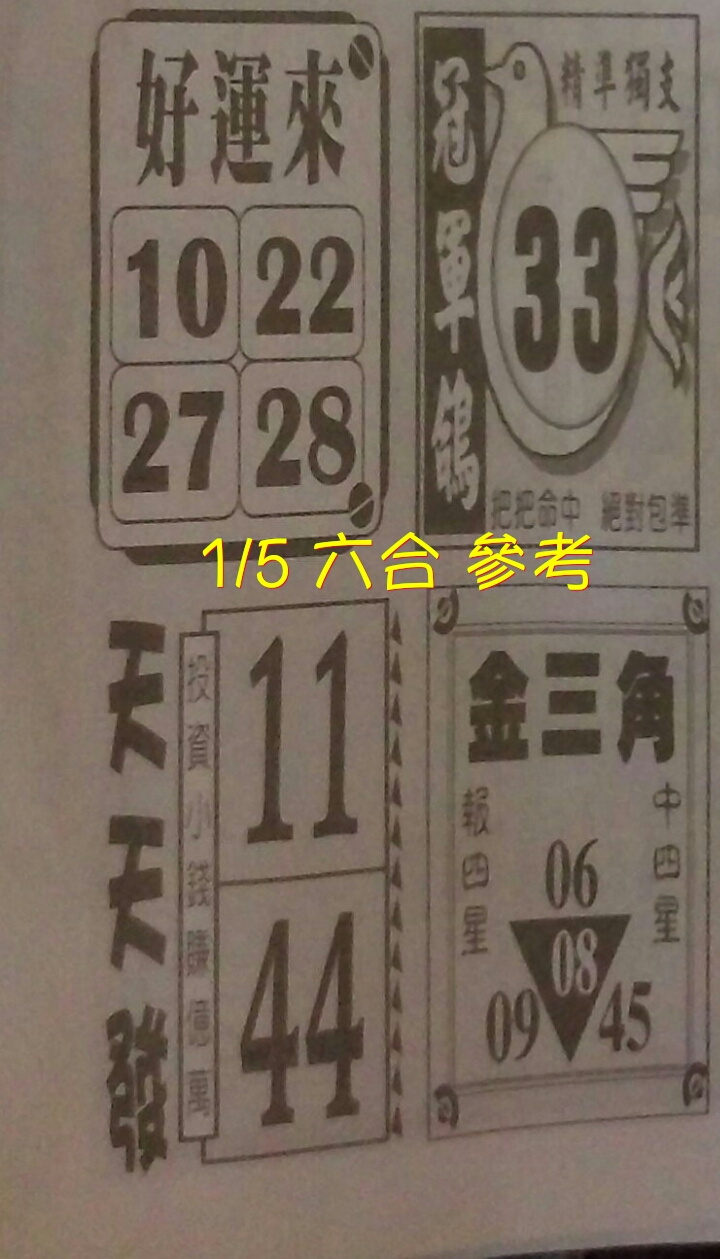 好運來
10 22
27 28
冠軍鴿
精準獨支
33
把把命中 絕對包準
1/5 六合 參考
天天發
投資小錢賺億萬
11
44
金三角
報四星
中四星
06
08
09 45